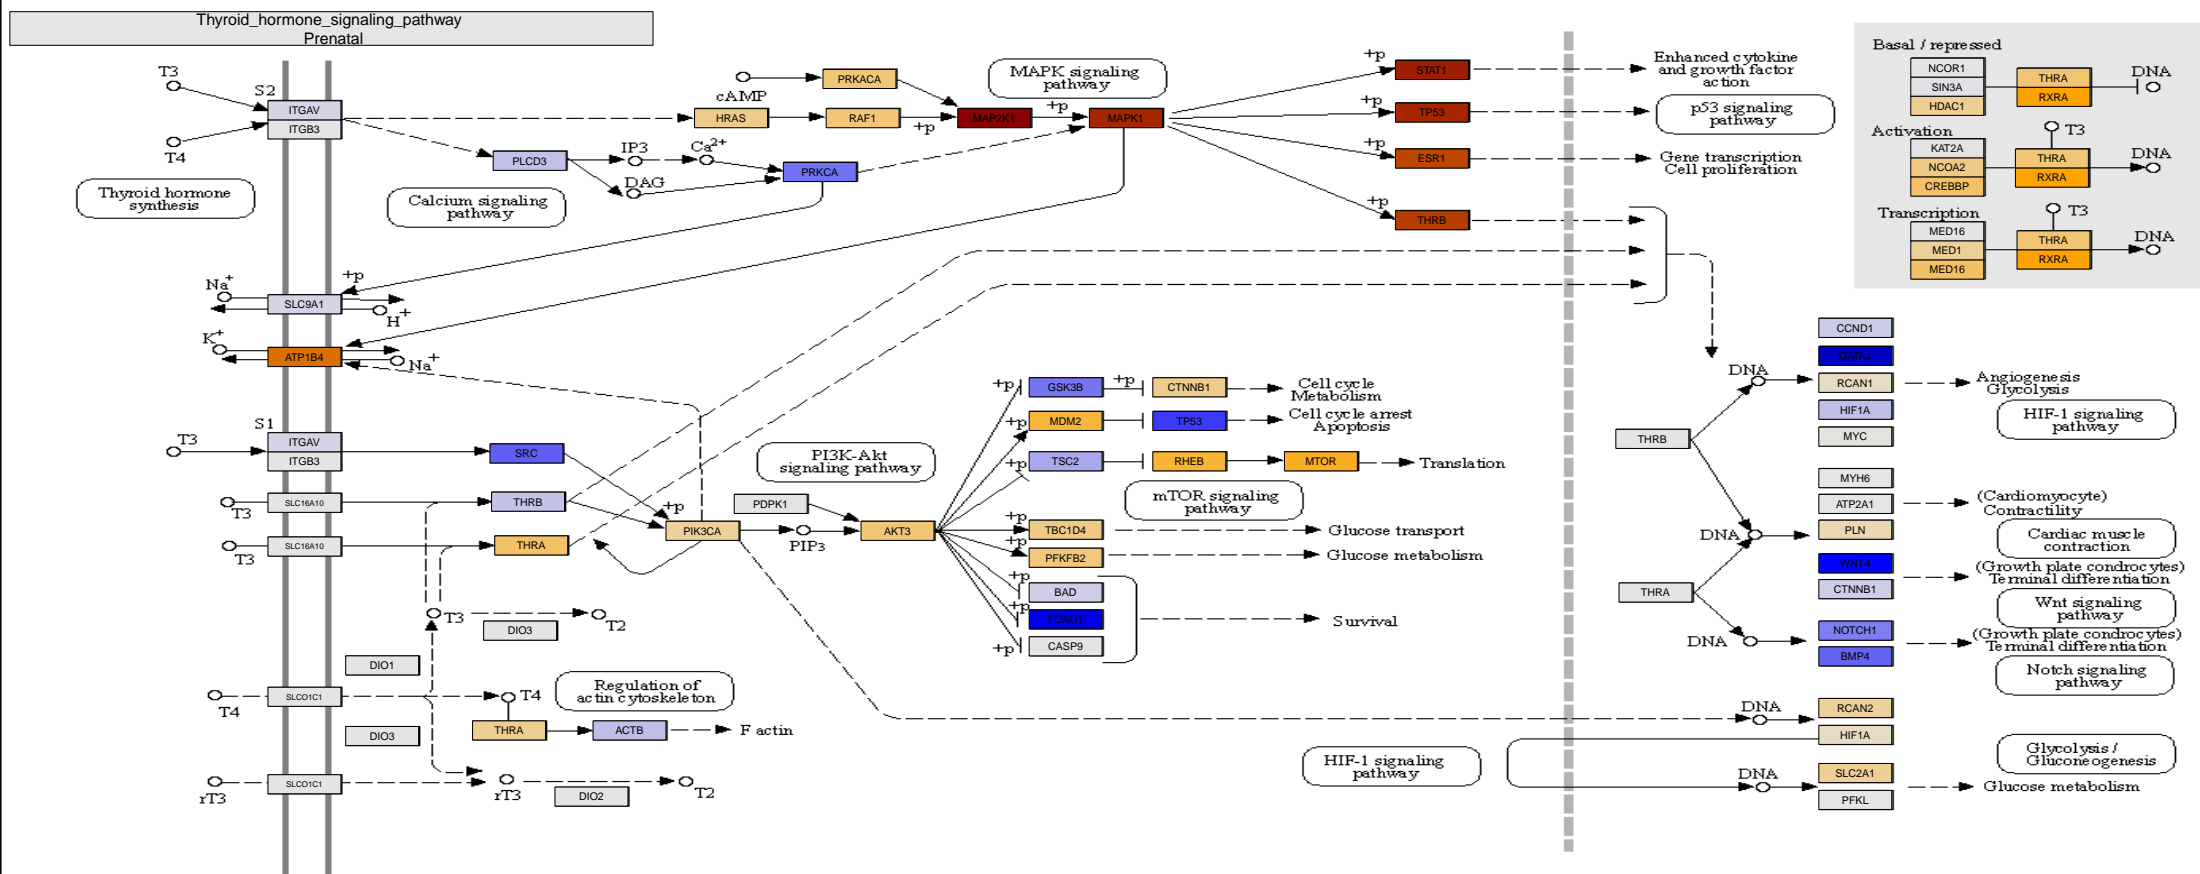 Thyroid_hormone_signaling_pathway
Prenatal
T3
S2
ITGAV
ITGB3
T4
Thyroid hormone
synthesis
cAMP
PRKACA
HRAS
RAF1
+p
MAP2K1
+p
MAPK1
MAPK signaling
pathway
PLCD3
IP3
Ca2+
DAG
PRKCA
Calcium signaling
pathway
+p
STAT1
Enhanced cytokine
and growth factor
action
+p
TP53
p53 signaling
pathway
+p
ESR1
Gene transcription
Cell proliferation
+p
THRB
Basal / repressed
NCOR1
SIN3A
HDAC1
THRA
RXRA
DNA
Activation
KAT2A
NCOA2
CREBBP
T3
THRA
RXRA
DNA
Transcription
MED16
MED1
MED16
T3
THRA
RXRA
DNA
Na+
+p
SLC9A1
H+
K+
ATP1B4
Na+
S1
T3
ITGAV
ITGB3
SRC
T3
SLC16A10
THRB
T3
SLC16A10
THRA
+p
PIK3CA
PI3K-Akt
signaling pathway
PDPK1
PIP3
AKT3
+p
GSK3B
+p
CTNNB1
Cell cycle
Metabolism
+p
MDM2
TP53
Cell cycle arrest
Apoptosis
+p
TSC2
RHEB
MTOR
Translation
mTOR signaling
pathway
+p
TBC1D4
Glucose transport
+p
PFKFB2
Glucose metabolism
+p
BAD
+p
FOXO1
+p
CASP9
Survival
T3
T2
DIO3
DIO1
T4
SLCO1C1
T4
Regulation of
actin cytoskeleton
THRA
ACTB
F actin
DIO3
rT3
SLCO1C1
rT3
T2
DIO2
THRB
THRA
DNA
CCND1
GATA4
RCAN1
HIF1A
MYC
Angiogenesis
Glycolysis
HIF-1 signaling
pathway
DNA
MYH6
ATP2A1
PLN
(Cardiomyocyte)
Contractility
Cardiac muscle
contraction
WNT4
CTNNB1
(Growth plate condrocytes)
Terminal differentiation
Wnt signaling
pathway
DNA
NOTCH1
BMP4
(Growth plate condrocytes)
Terminal differentiation
Notch signaling
pathway
DNA
RCAN2
HIF1A
HIF-1 signaling
pathway
Glycolysis /
Gluconeogenesis
DNA
SLC2A1
PFKL
Glucose metabolism